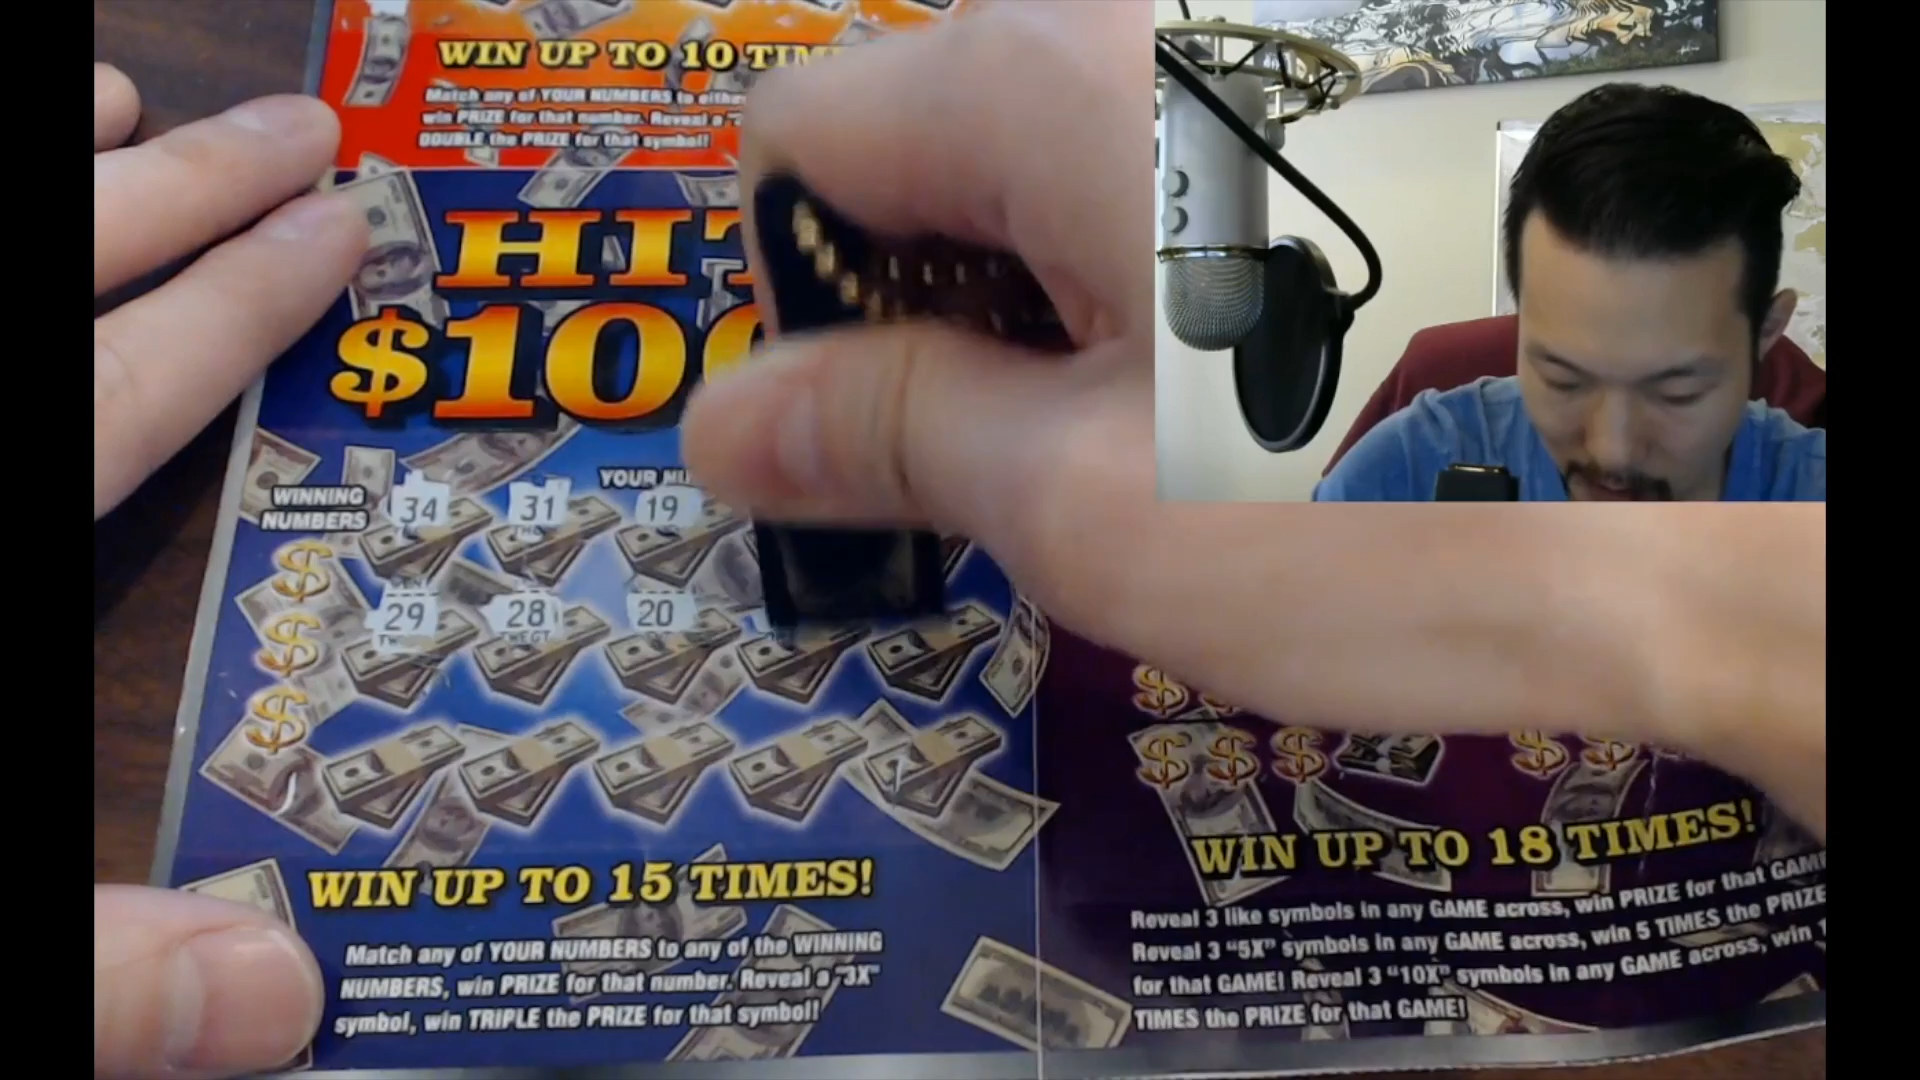 WIN UP TO 10
Match any of YOUR NUMBERS to
win PRIZE for that number. Reveal a
DOUBLE the PRIZE for that symbol!
HIT
$100
YOUR
WINNING
NUMBERS
34 31 19
29 28 20
WIN UP TO 15 TIMES!
Match any of YOUR NUMBERS to any of the WINNING
NUMBERS, win PRIZE for that number. Reveal a "3X"
symbol, win TRIPLE the PRIZE for that symbol!
WIN UP TO 18 TIMES!
Reveal 3 like symbols in any GAME across, win PRIZE for that
Reveal 3 "5X" symbols in any GAME across, win 5 TIMES the PRIZE
for that GAME! Reveal 3 "10X" symbols in any GAME across, win
TIMES the PRIZE for that GAME!